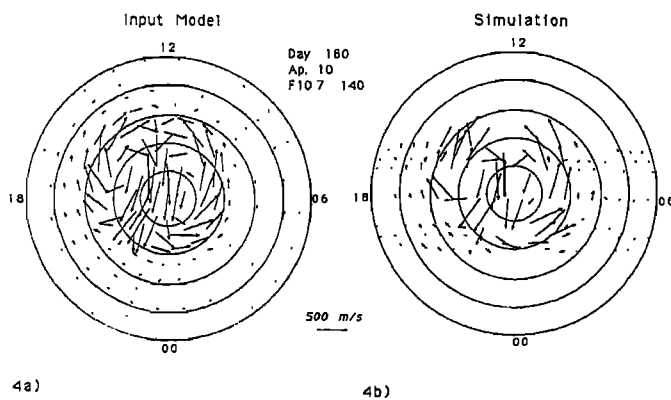 Input Model
Simulation
12
12
Day 180
Ap. 10
F10 7 140
18
06
18
06
500 m/s
00
00
4a)
4b)